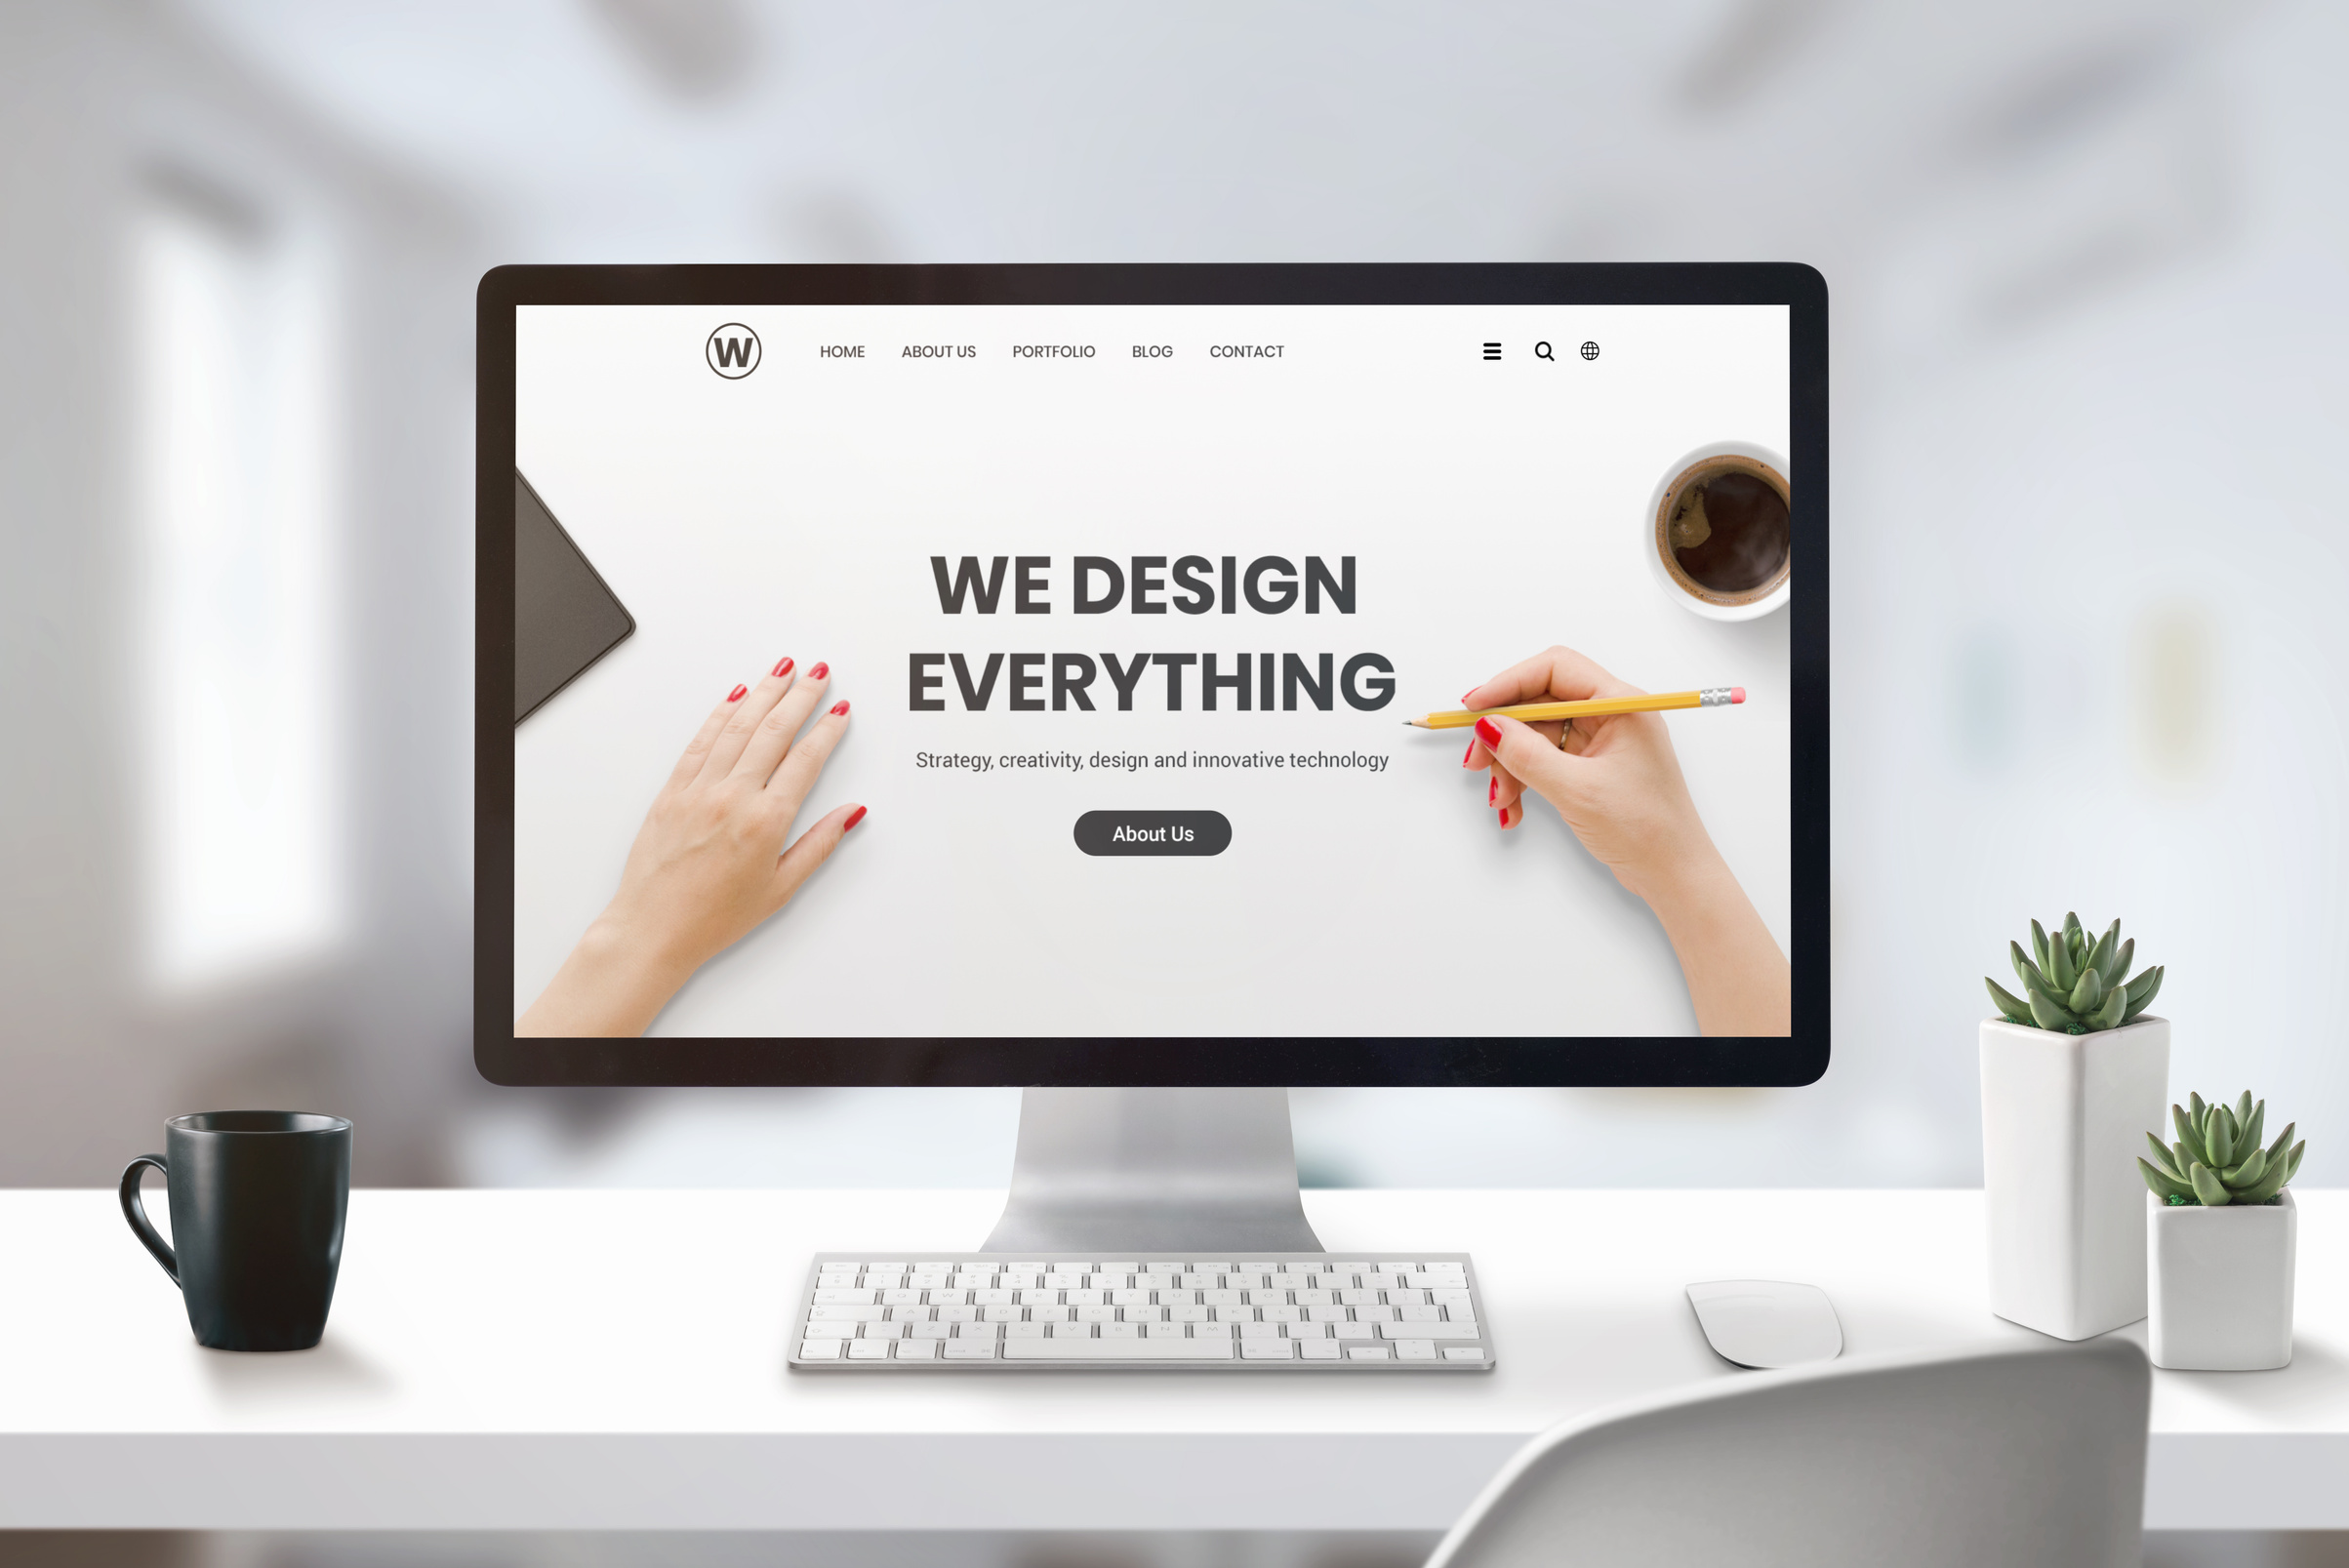 W
HOME ABOUT US PORTFOLIO BLOG CONTACT
WE DESIGN
EVERYTHING
Strategy, creativity, design and innovative technology
About Us